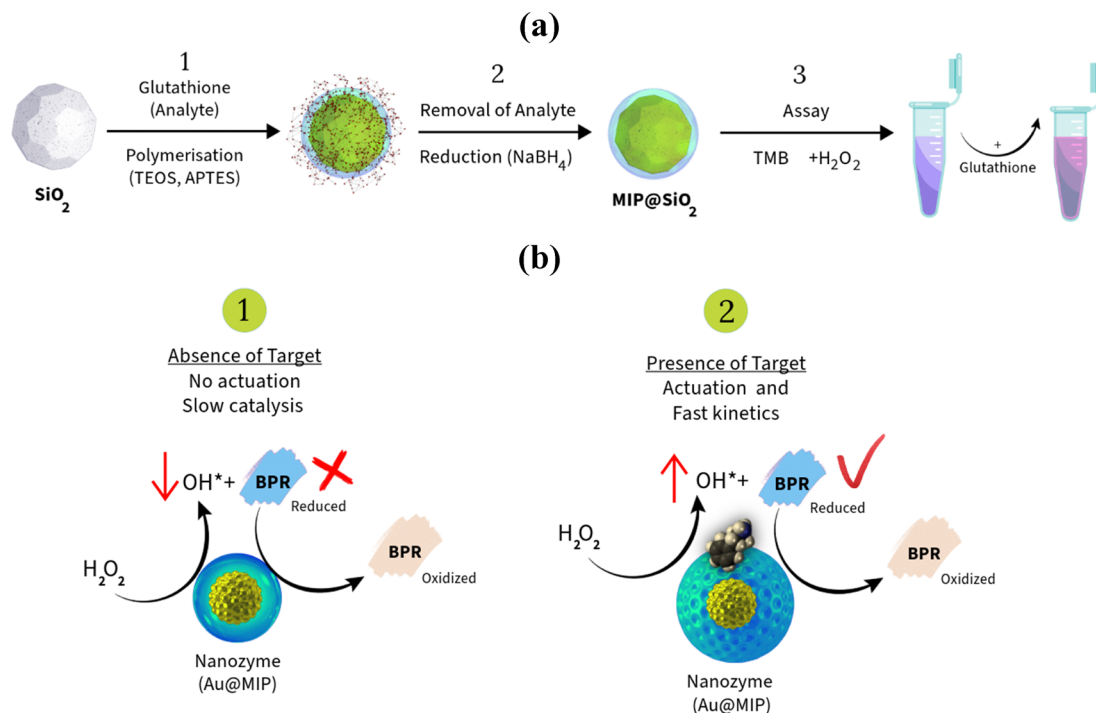 (a)
1
Glutathione
(Analyte)
Polymerisation
(TEOS, APTES)
SiO₂
2
Removal of Analyte
Reduction (NaBH₄)
MIP@SiO₂
3
Assay
TMB +H₂O₂
+
Glutathione
(b)
1
Absence of Target
No actuation
Slow catalysis
OH*+
BPR
Reduced
H₂O₂
BPR
Oxidized
Nanozyme
(Au@MIP)
2
Presence of Target
Actuation and
Fast kinetics
OH*+
BPR
Reduced
H₂O₂
BPR
Oxidized
Nanozyme
(Au@MIP)